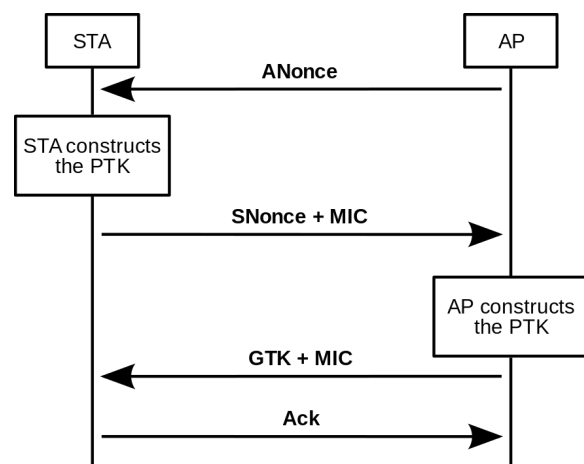 STA
AP
ANonce
STA constructs
the PTK
SNonce + MIC
AP constructs
the PTK
GTK + MIC
Ack